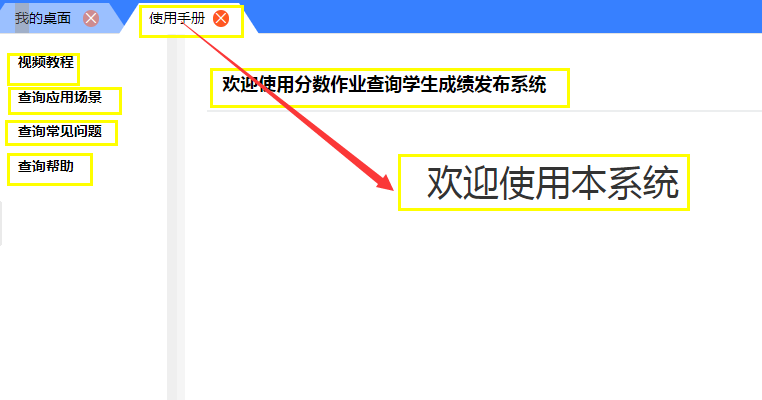 我的桌面
使用手册
视频教程
查询应用场景
查询常见问题
查询帮助
欢迎使用分数作业查询学生成绩发布系统
欢迎使用本系统